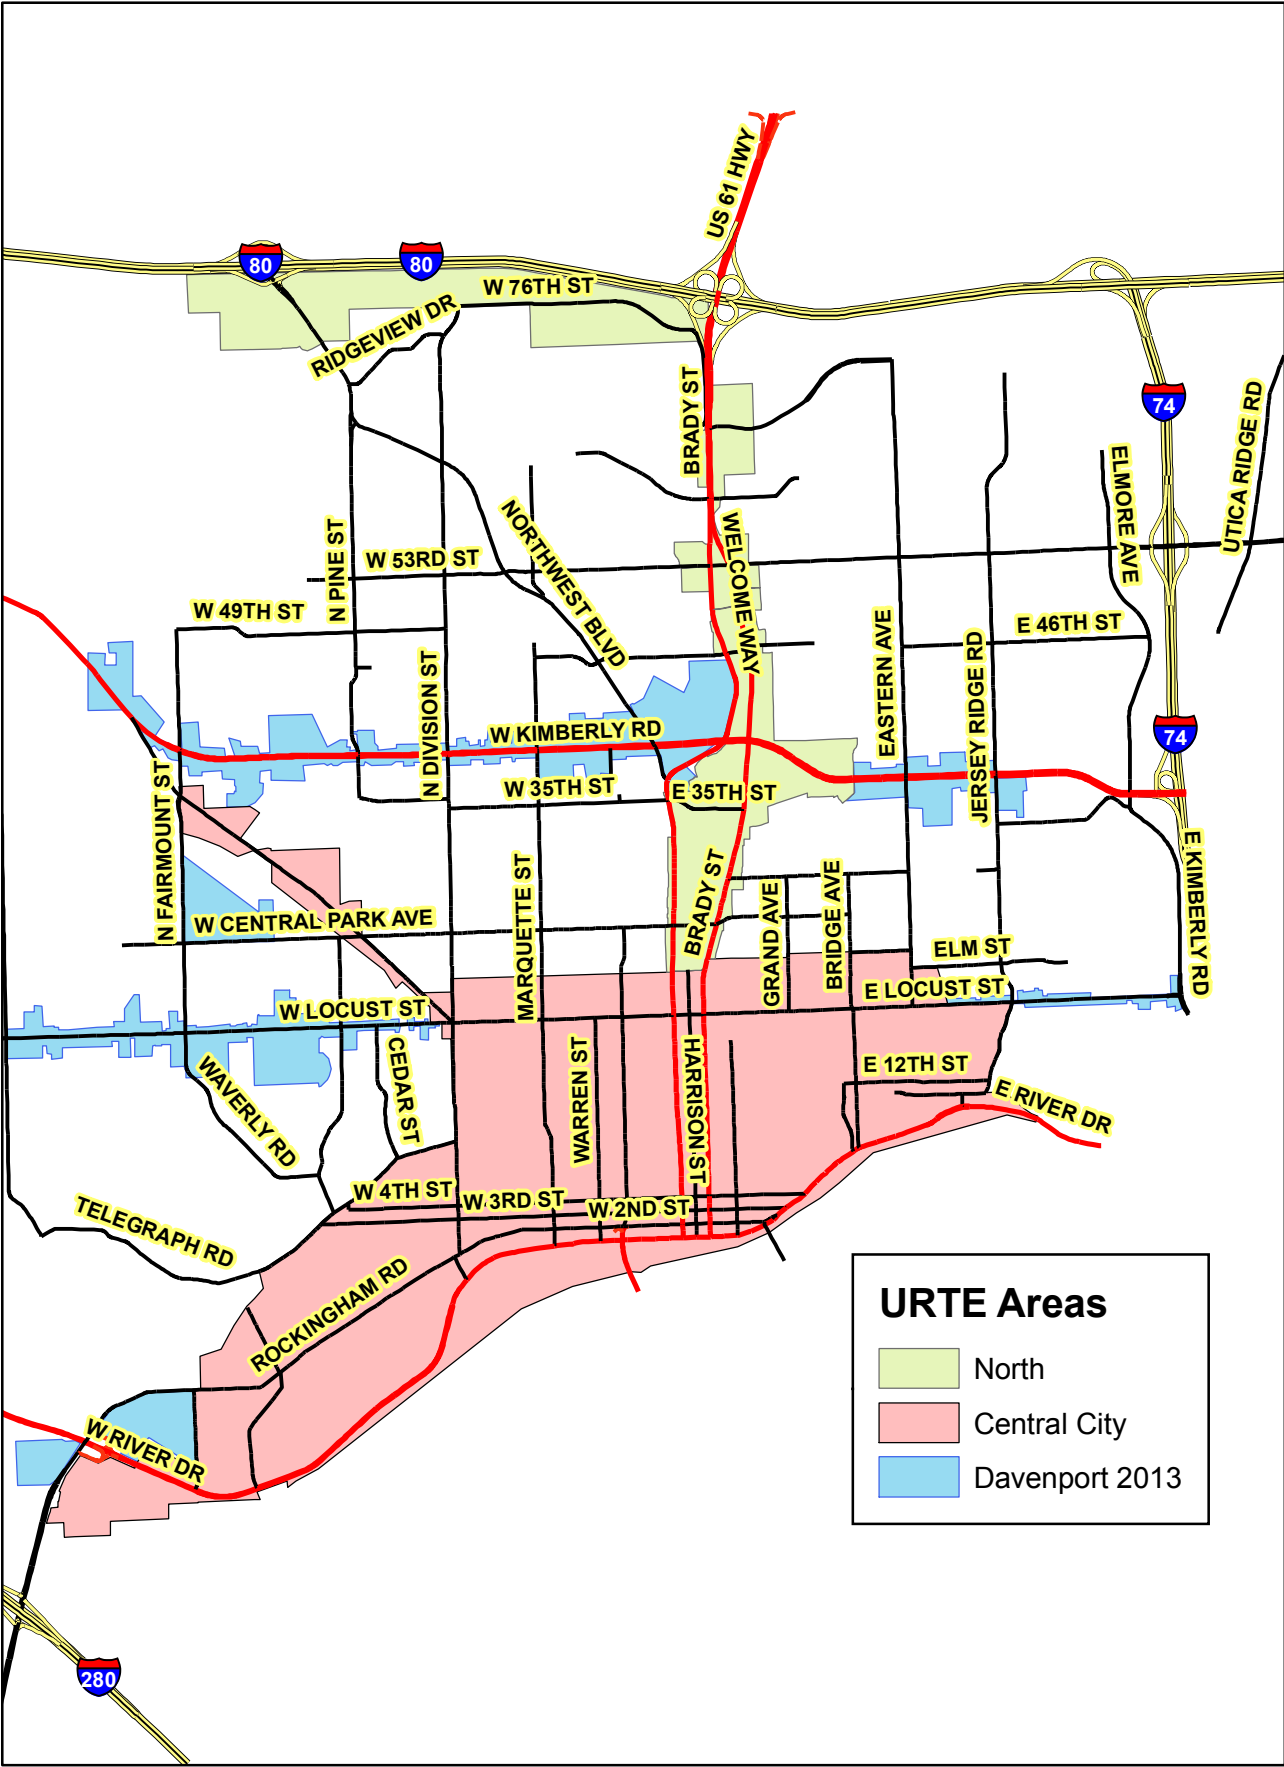 US 61 HWY
80
80
W 76TH ST
RIDGEVIEW DR
BRADY ST
74
UTICA RIDGE RD
ELMORE AVE
N PINE ST
W 53RD ST
NORTHWEST BLVD
WELCOME WAY
W 49TH ST
EASTERN AVE
JERSEY RIDGE RD
E 46TH ST
N DIVISION ST
W KIMBERLY RD
74
N FAIRMOUNT ST
W 35TH ST
E 35TH ST
E KIMBERLY RD
MARQUETTE ST
BRADY ST
GRAND AVE
BRIDGE AVE
W CENTRAL PARK AVE
ELM ST
E LOCUST ST
W LOCUST ST
WAVERLY RD
CEDAR ST
WARREN ST
HARRISON ST
E 12TH ST
E RIVER DR
W 4TH ST
W 3RD ST
W 2ND ST
TELEGRAPH RD
ROCKINGHAM RD
W RIVER DR
280
URTE Areas
North
Central City
Davenport 2013